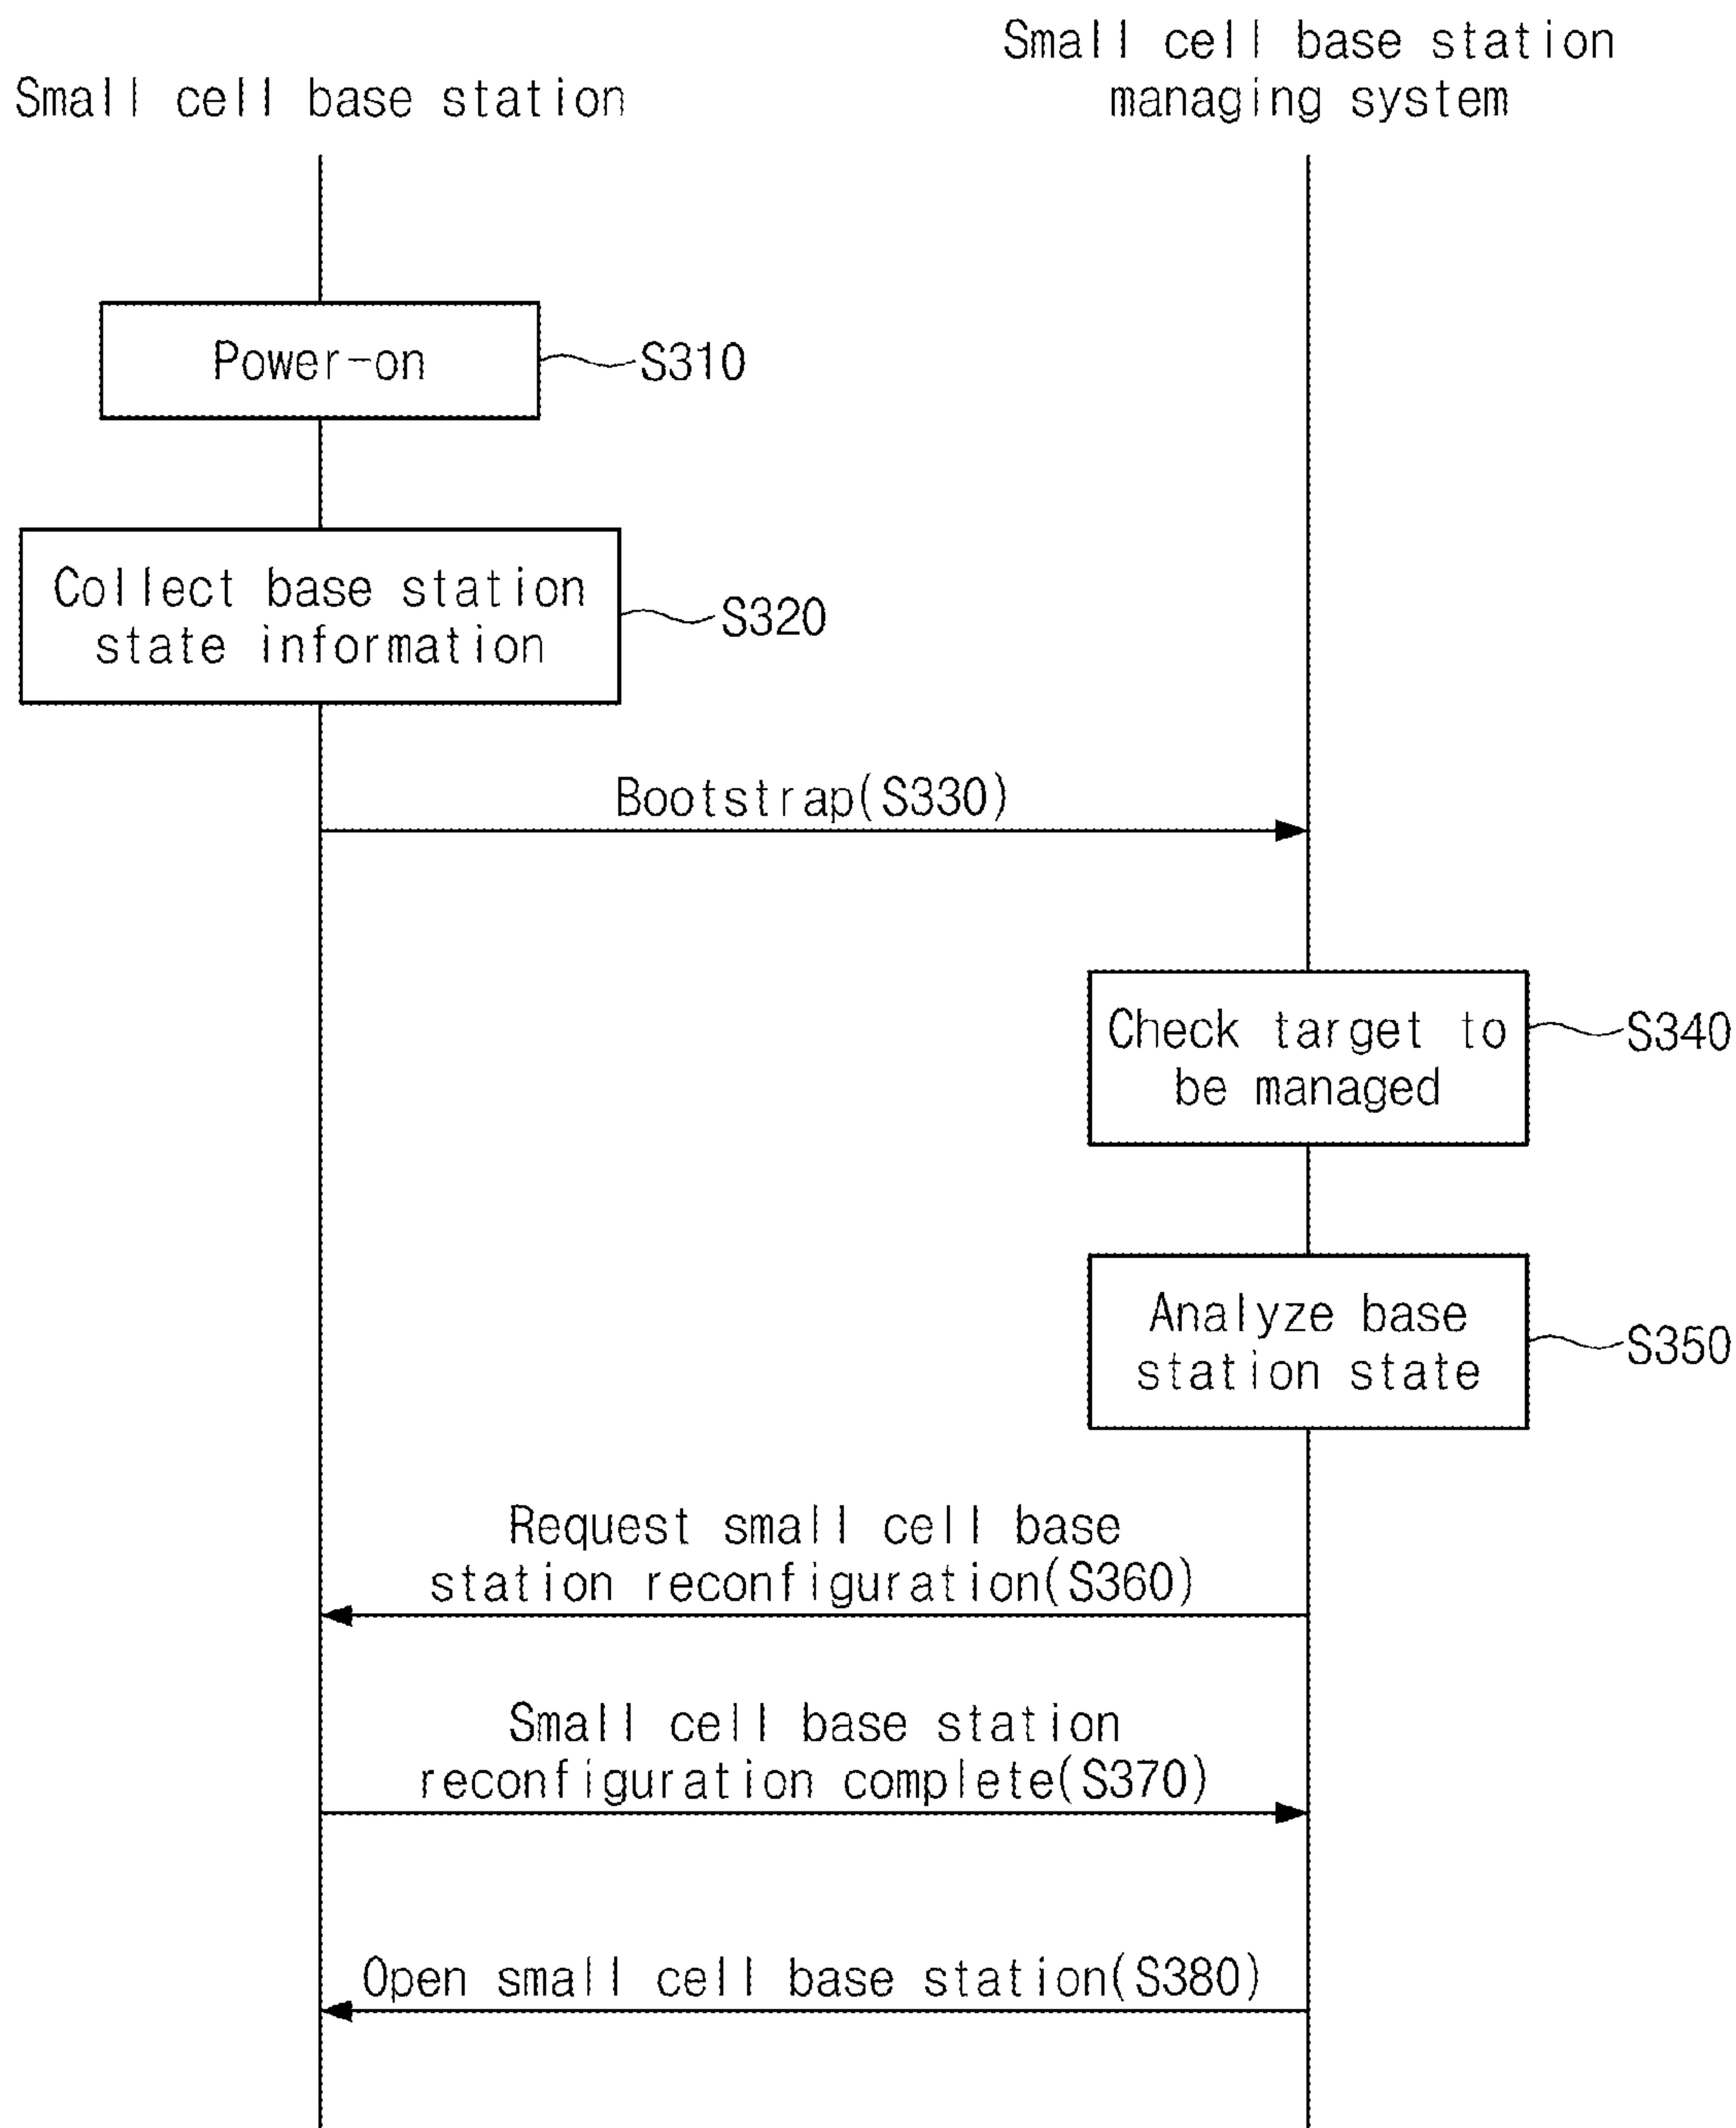 Small cell base station
Small cell base station
managing system
Power-on
S310
Collect base station
state information
S320
Bootstrap(S330)
Check target to
be managed
S340
Analyze base
station state
S350
Request small cell base
station reconfiguration(S360)
Small cell base station
reconfiguration complete(S370)
Open small cell base station(S380)